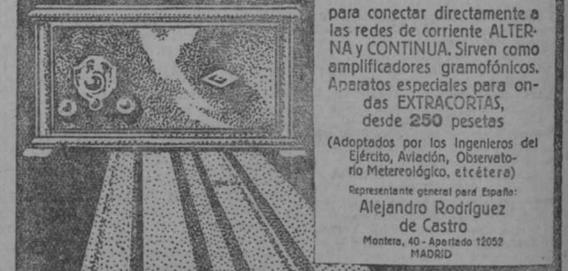 para conectar directamente a
las redes de corriente ALTER-
NA y CONTINUA. Sirven como
amplificadores gramofónicos.
Aparatos especiales para on-
das EXTRACORTAS,
desde 250 pesetas
(Adoptados por los Ingenieros del
Ejército, Aviación, Observato-
rio Metereológico, etcétera)
Representante general para España:
Alejandro Rodríguez
de Castro
Montera, 40 - Apartado 12052
MADRID